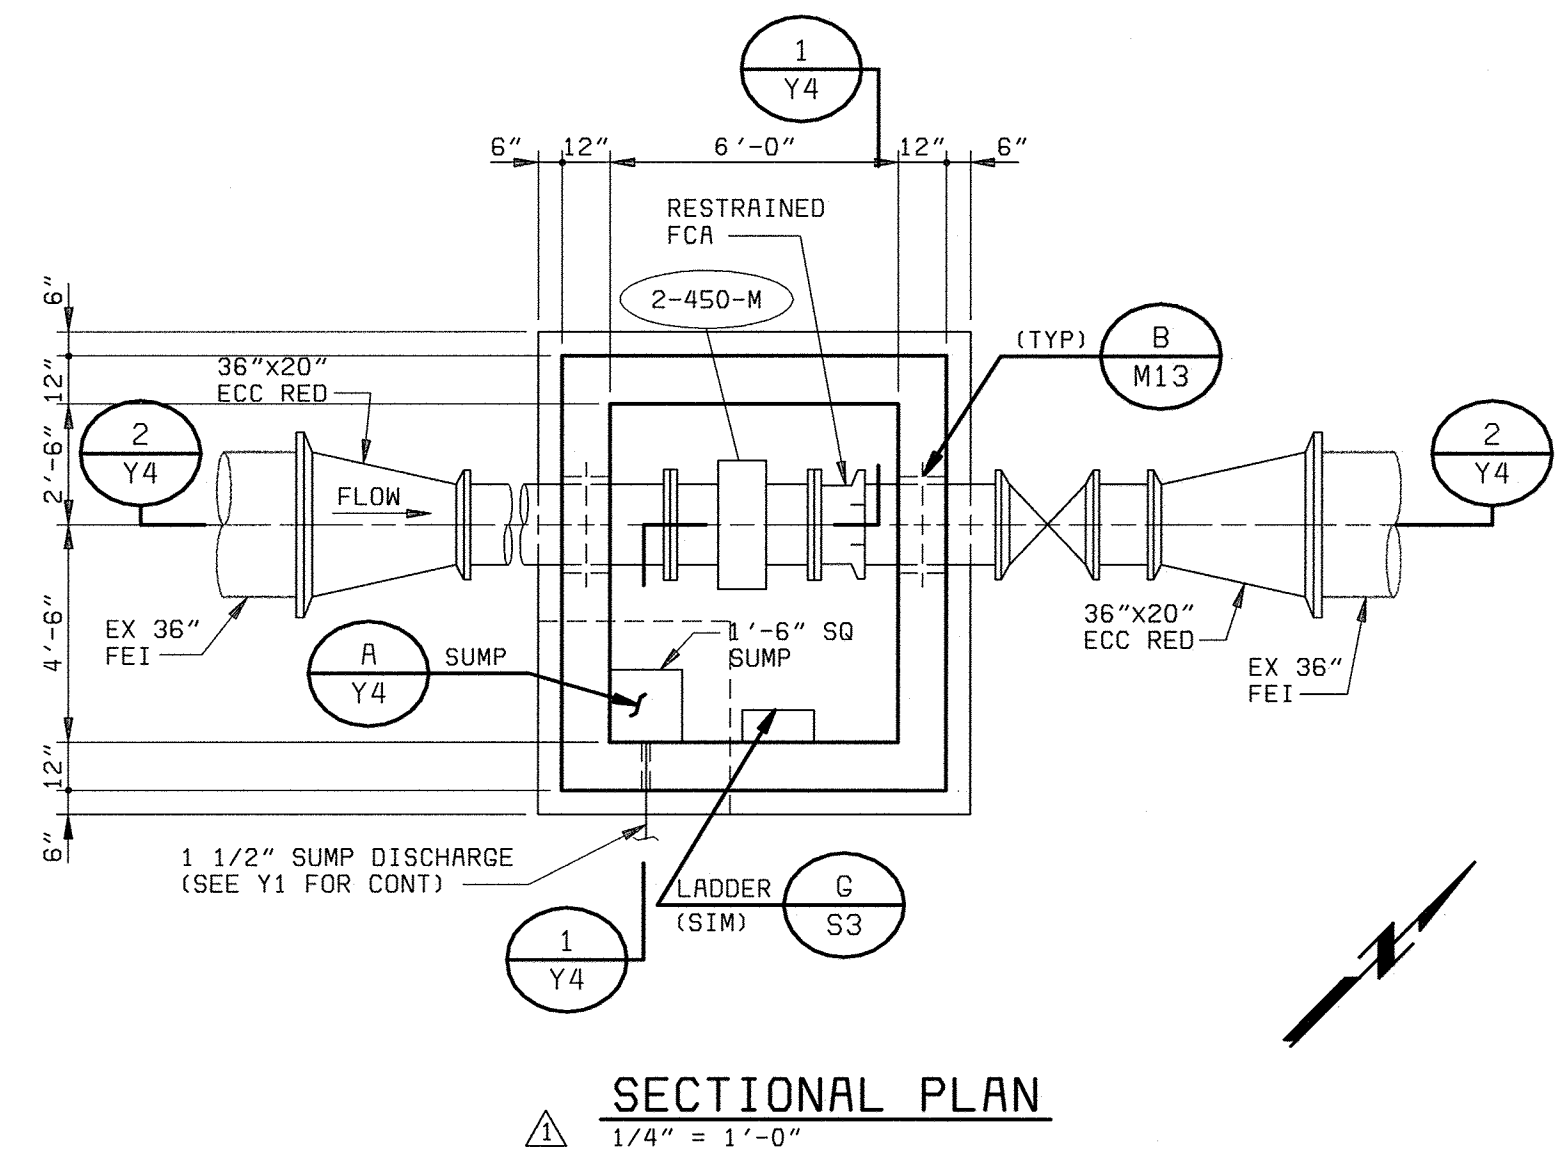 1
Y4
6" 12" 6'-0" 12" 6"
RESTRAINED
FCA
2-450-M
6"
12"
2'-6"
4'-6"
12"
6"
36"X20"
ECC RED
2
Y4
FLOW
(TYP)
B
M13
2
Y4
EX 36"
FEI
A
Y4
SUMP
1'-6" SQ
SUMP
36"X20"
ECC RED
EX 36"
FEI
1 1/2" SUMP DISCHARGE
(SEE Y1 FOR CONT)
LADDER
(SIM)
G
S3
1
Y4
SECTIONAL PLAN
1
1/4" = 1'-0"